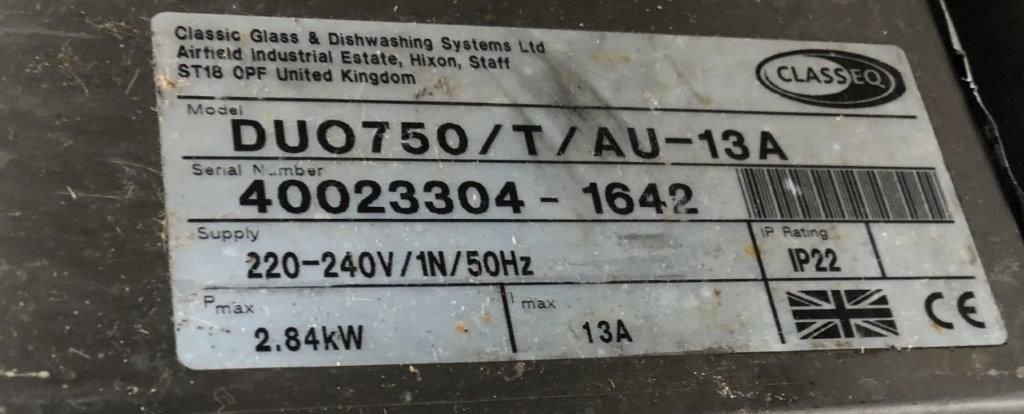 Classic Glass & Dishwashing Systems Ltd
Airfield Industrial Estate, Hixon, Staff
ST18 0PF United Kingdom
CLASSEQ
Model
DUO750/T/AU-13A
Serial Number
40023304 - 1642
Supply
220-240V/1N/50Hz
IP Rating
IP22
Pmax
2.84kW
I max
13A
CE